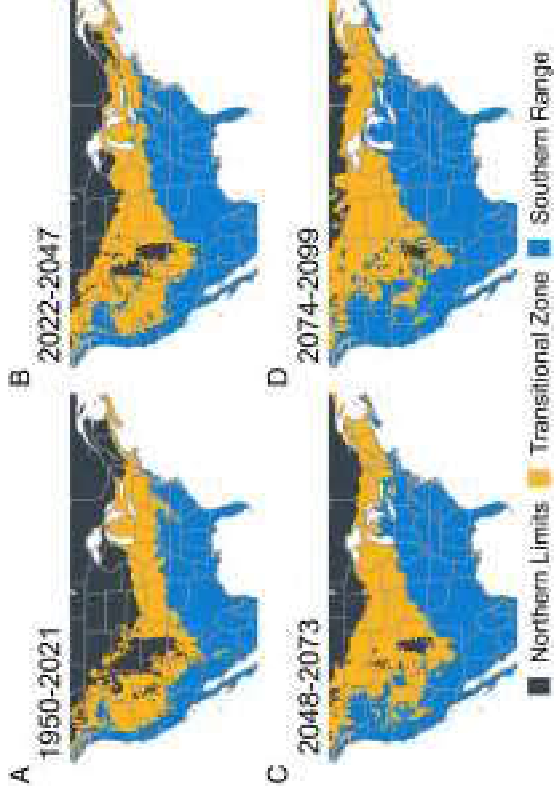 A
1950-2021
B
2022-2047
C
2048-2073
D
2074-2099
Northern Limits
Transitional Zone
Southern Range